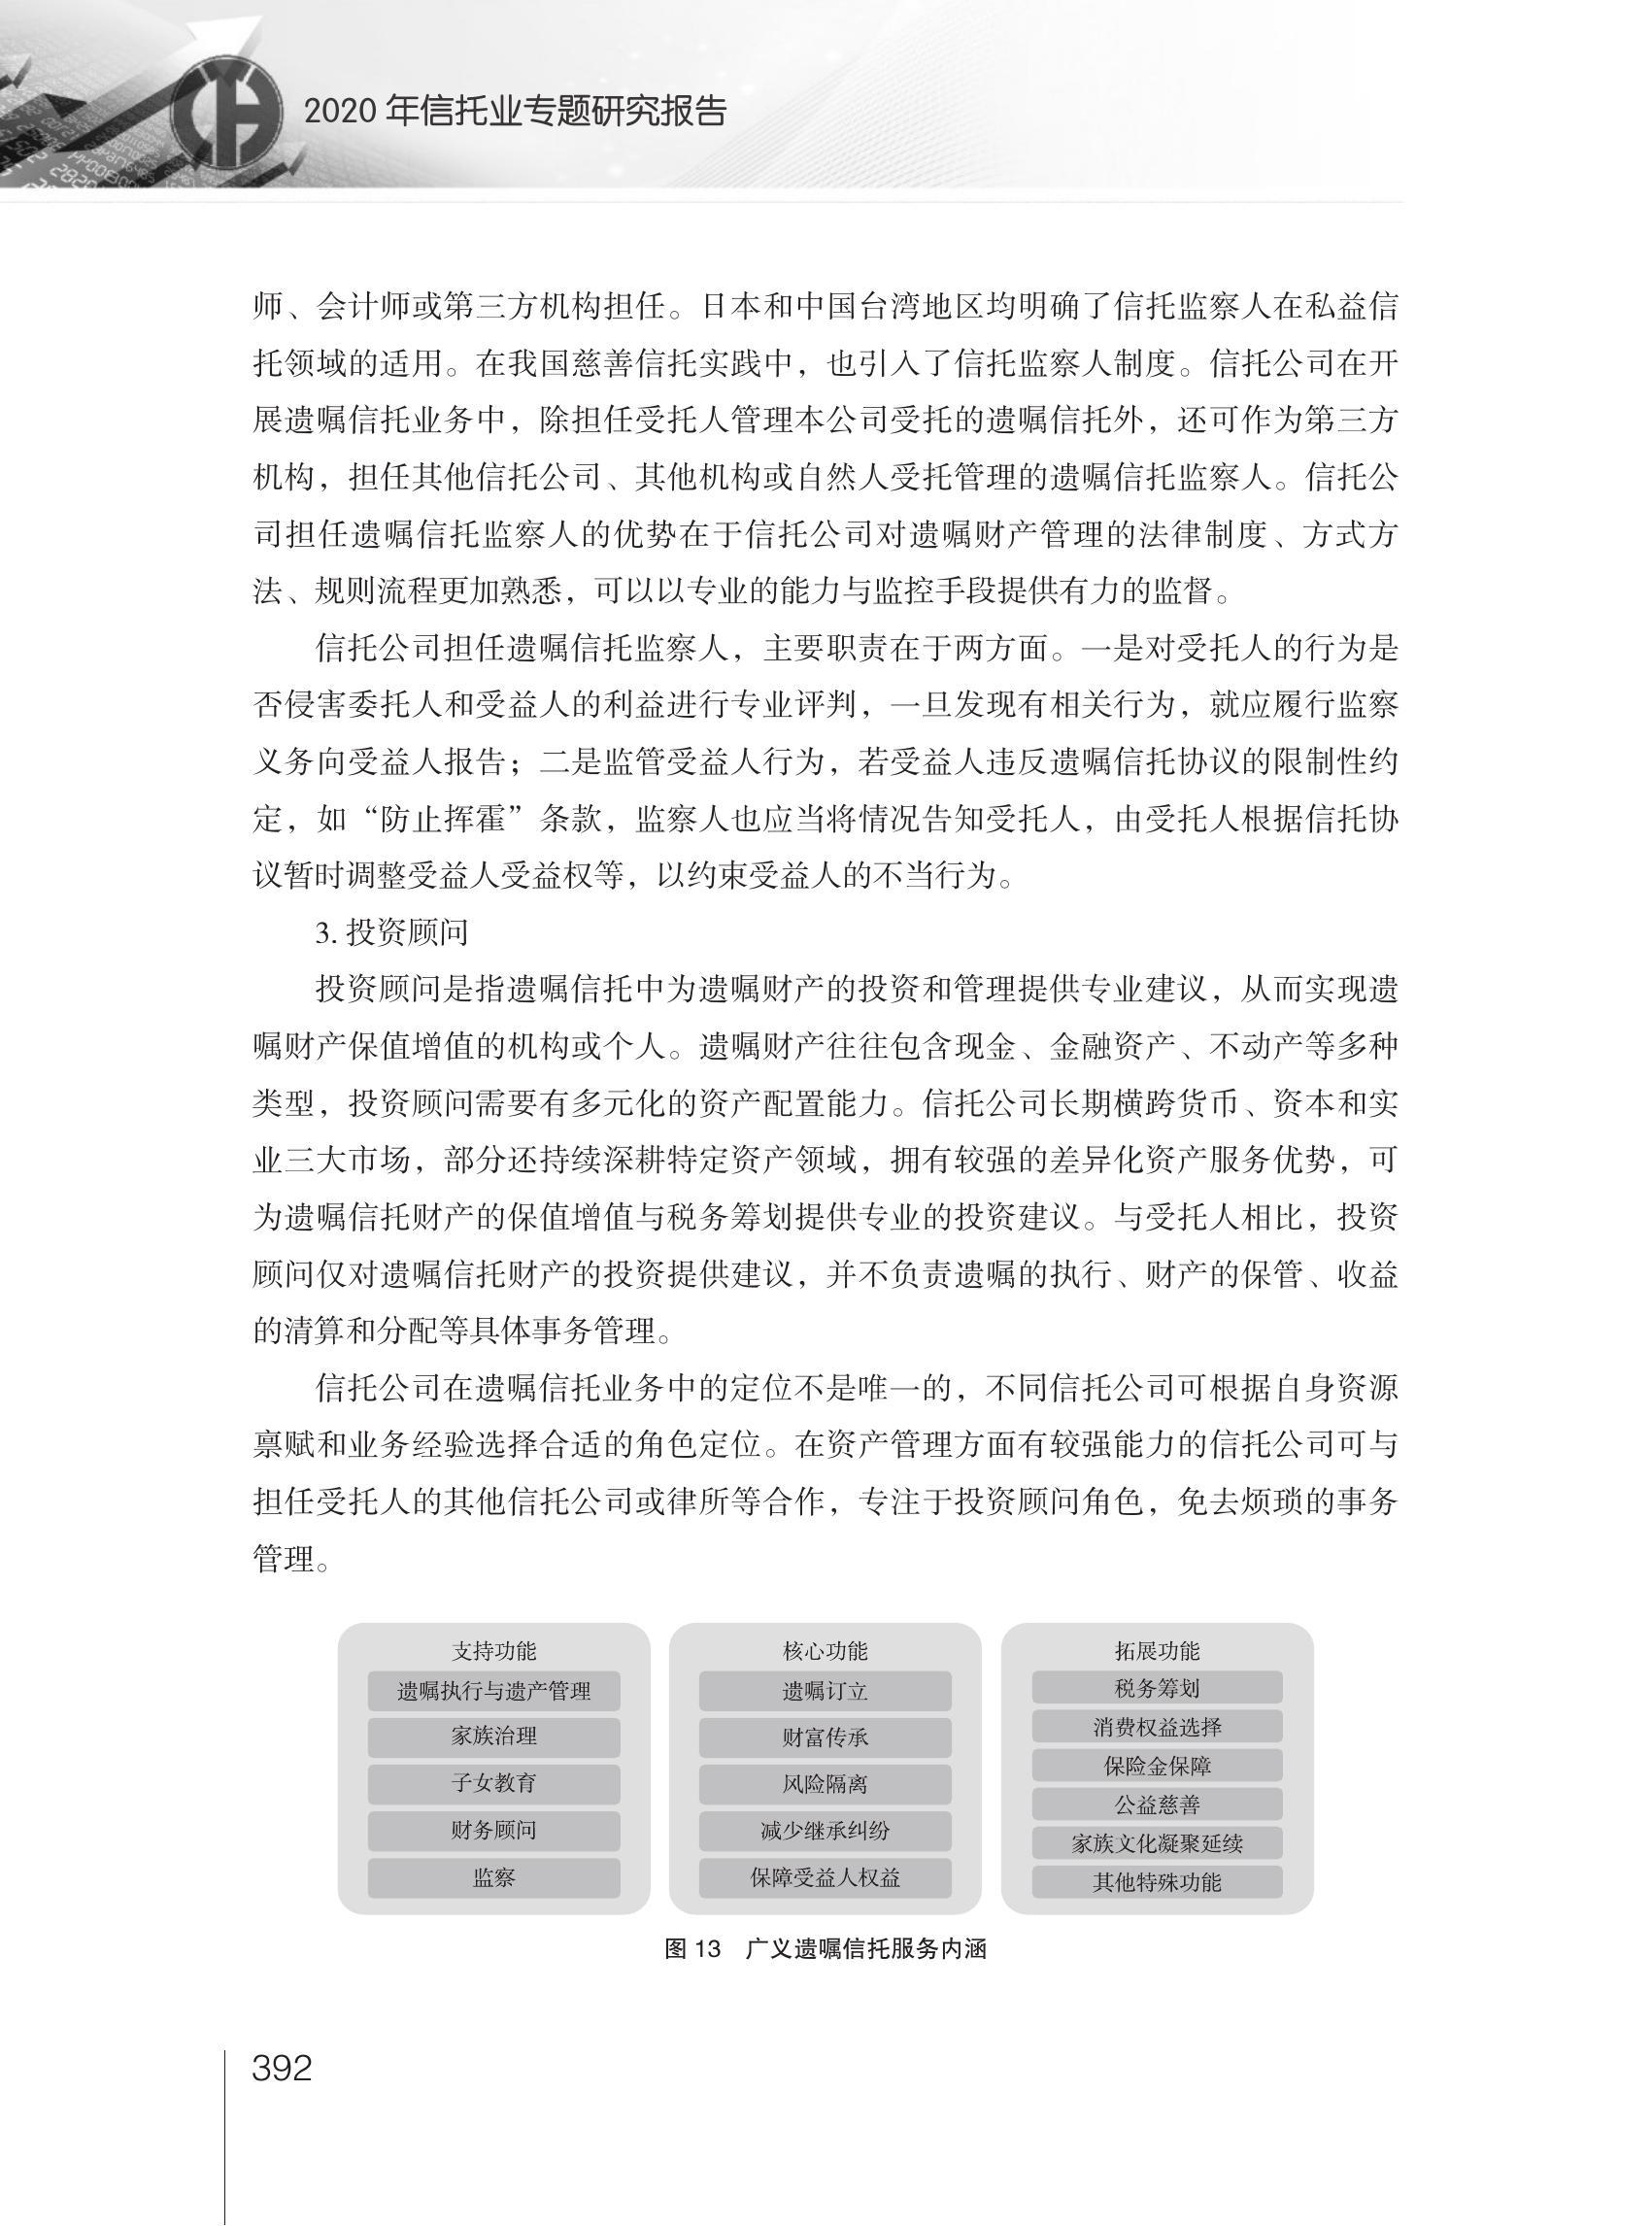 2020 年信托业专题研究报告
师、会计师或第三方机构担任。日本和中国台湾地区均明确了信托监察人在私益信
托领域的适用。在我国慈善信托实践中，也引入了信托监察人制度。信托公司在开
展遗嘱信托业务中，除担任受托人管理本公司受托的遗嘱信托外，还可作为第三方
机构，担任其他信托公司、其他机构或自然人受托管理的遗嘱信托监察人。信托公
司担任遗嘱信托监察人的优势在于信托公司对遗嘱财产管理的法律制度、方式方
法、规则流程更加熟悉，可以以专业的能力与监控手段提供有力的监督。
信托公司担任遗嘱信托监察人，主要职责在于两方面。一是对受托人的行为是
否侵害委托人和受益人的利益进行专业评判，一旦发现有相关行为，就应履行监察
义务向受益人报告；二是监管受益人行为，若受益人违反遗嘱信托协议的限制性约
定，如“防止挥霍”条款，监察人也应当将情况告知受托人，由受托人根据信托协
议暂时调整受益人受益权等，以约束受益人的不当行为。
3. 投资顾问
投资顾问是指遗嘱信托中为遗嘱财产的投资和管理提供专业建议，从而实现遗
嘱财产保值增值的机构或个人。遗嘱财产往往包含现金、金融资产、不动产等多种
类型，投资顾问需要有多元化的资产配置能力。信托公司长期横跨货币、资本和实
业三大市场，部分还持续深耕特定资产领域，拥有较强的差异化资产服务优势，可
为遗嘱信托财产的保值增值与税务筹划提供专业的投资建议。与受托人相比，投资
顾问仅对遗嘱信托财产的投资提供建议，并不负责遗嘱的执行、财产的保管、收益
的清算和分配等具体事务管理。
信托公司在遗嘱信托业务中的定位不是唯一的，不同信托公司可根据自身资源
禀赋和业务经验选择合适的角色定位。在资产管理方面有较强能力的信托公司可与
担任受托人的其他信托公司或律所等合作，专注于投资顾问角色，免去烦琐的事务
管理。
支持功能
遗嘱执行与遗产管理
家族治理
子女教育
财务顾问
监察
核心功能
遗嘱订立
财富传承
风险隔离
减少继承纠纷
保障受益人权益
拓展功能
税务筹划
消费权益选择
保险金保障
公益慈善
家族文化凝聚延续
其他特殊功能
图 13　广义遗嘱信托服务内涵
392